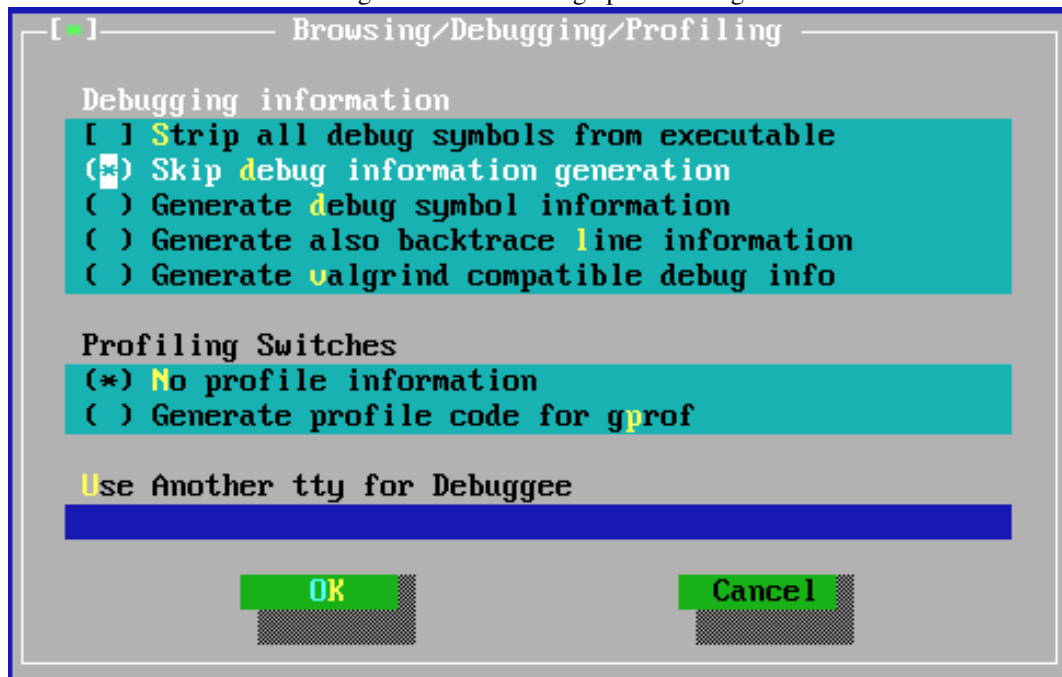 [*] Browsing/Debugging/Profiling
Debugging information
[ ] Strip all debug symbols from executable
(*) Skip debug information generation
( ) Generate debug symbol information
( ) Generate also backtrace line information
( ) Generate valgrind compatible debug info
Profiling Switches
(*) No profile information
( ) Generate profile code for gprof
Use Another tty for Debuggee
OK Cancel